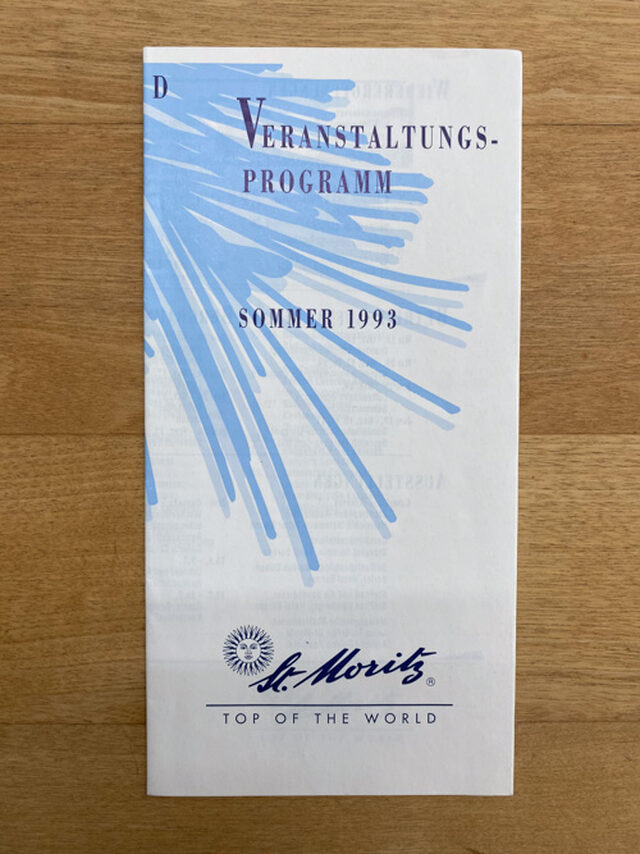 D
VERANSTALTUNGS-
PROGRAMM
SOMMER 1993
St. Moritz®
TOP OF THE WORLD